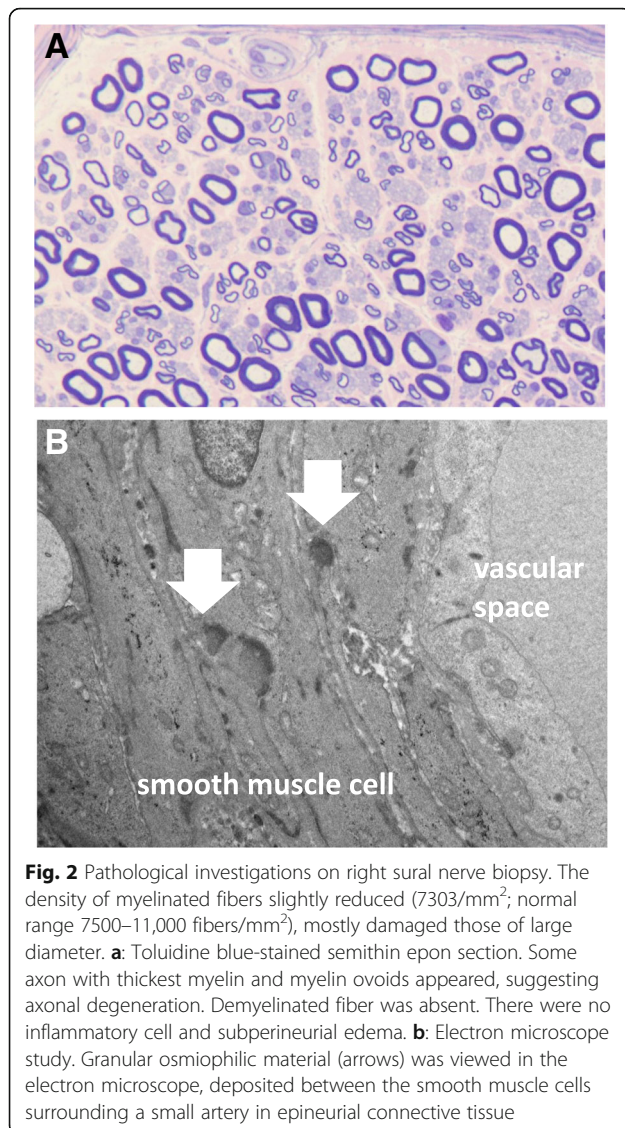 A
B
vascular
space
smooth muscle cell
Fig. 2 Pathological investigations on right sural nerve biopsy. The
density of myelinated fibers slightly reduced (7303/mm²; normal
range 7500–11,000 fibers/mm²), mostly damaged those of large
diameter. a: Toluidine blue-stained semithin epon section. Some
axon with thickest myelin and myelin ovoids appeared, suggesting
axonal degeneration. Demyelinated fiber was absent. There were no
inflammatory cell and subperineurial edema. b: Electron microscope
study. Granular osmiophilic material (arrows) was viewed in the
electron microscope, deposited between the smooth muscle cells
surrounding a small artery in epineurial connective tissue